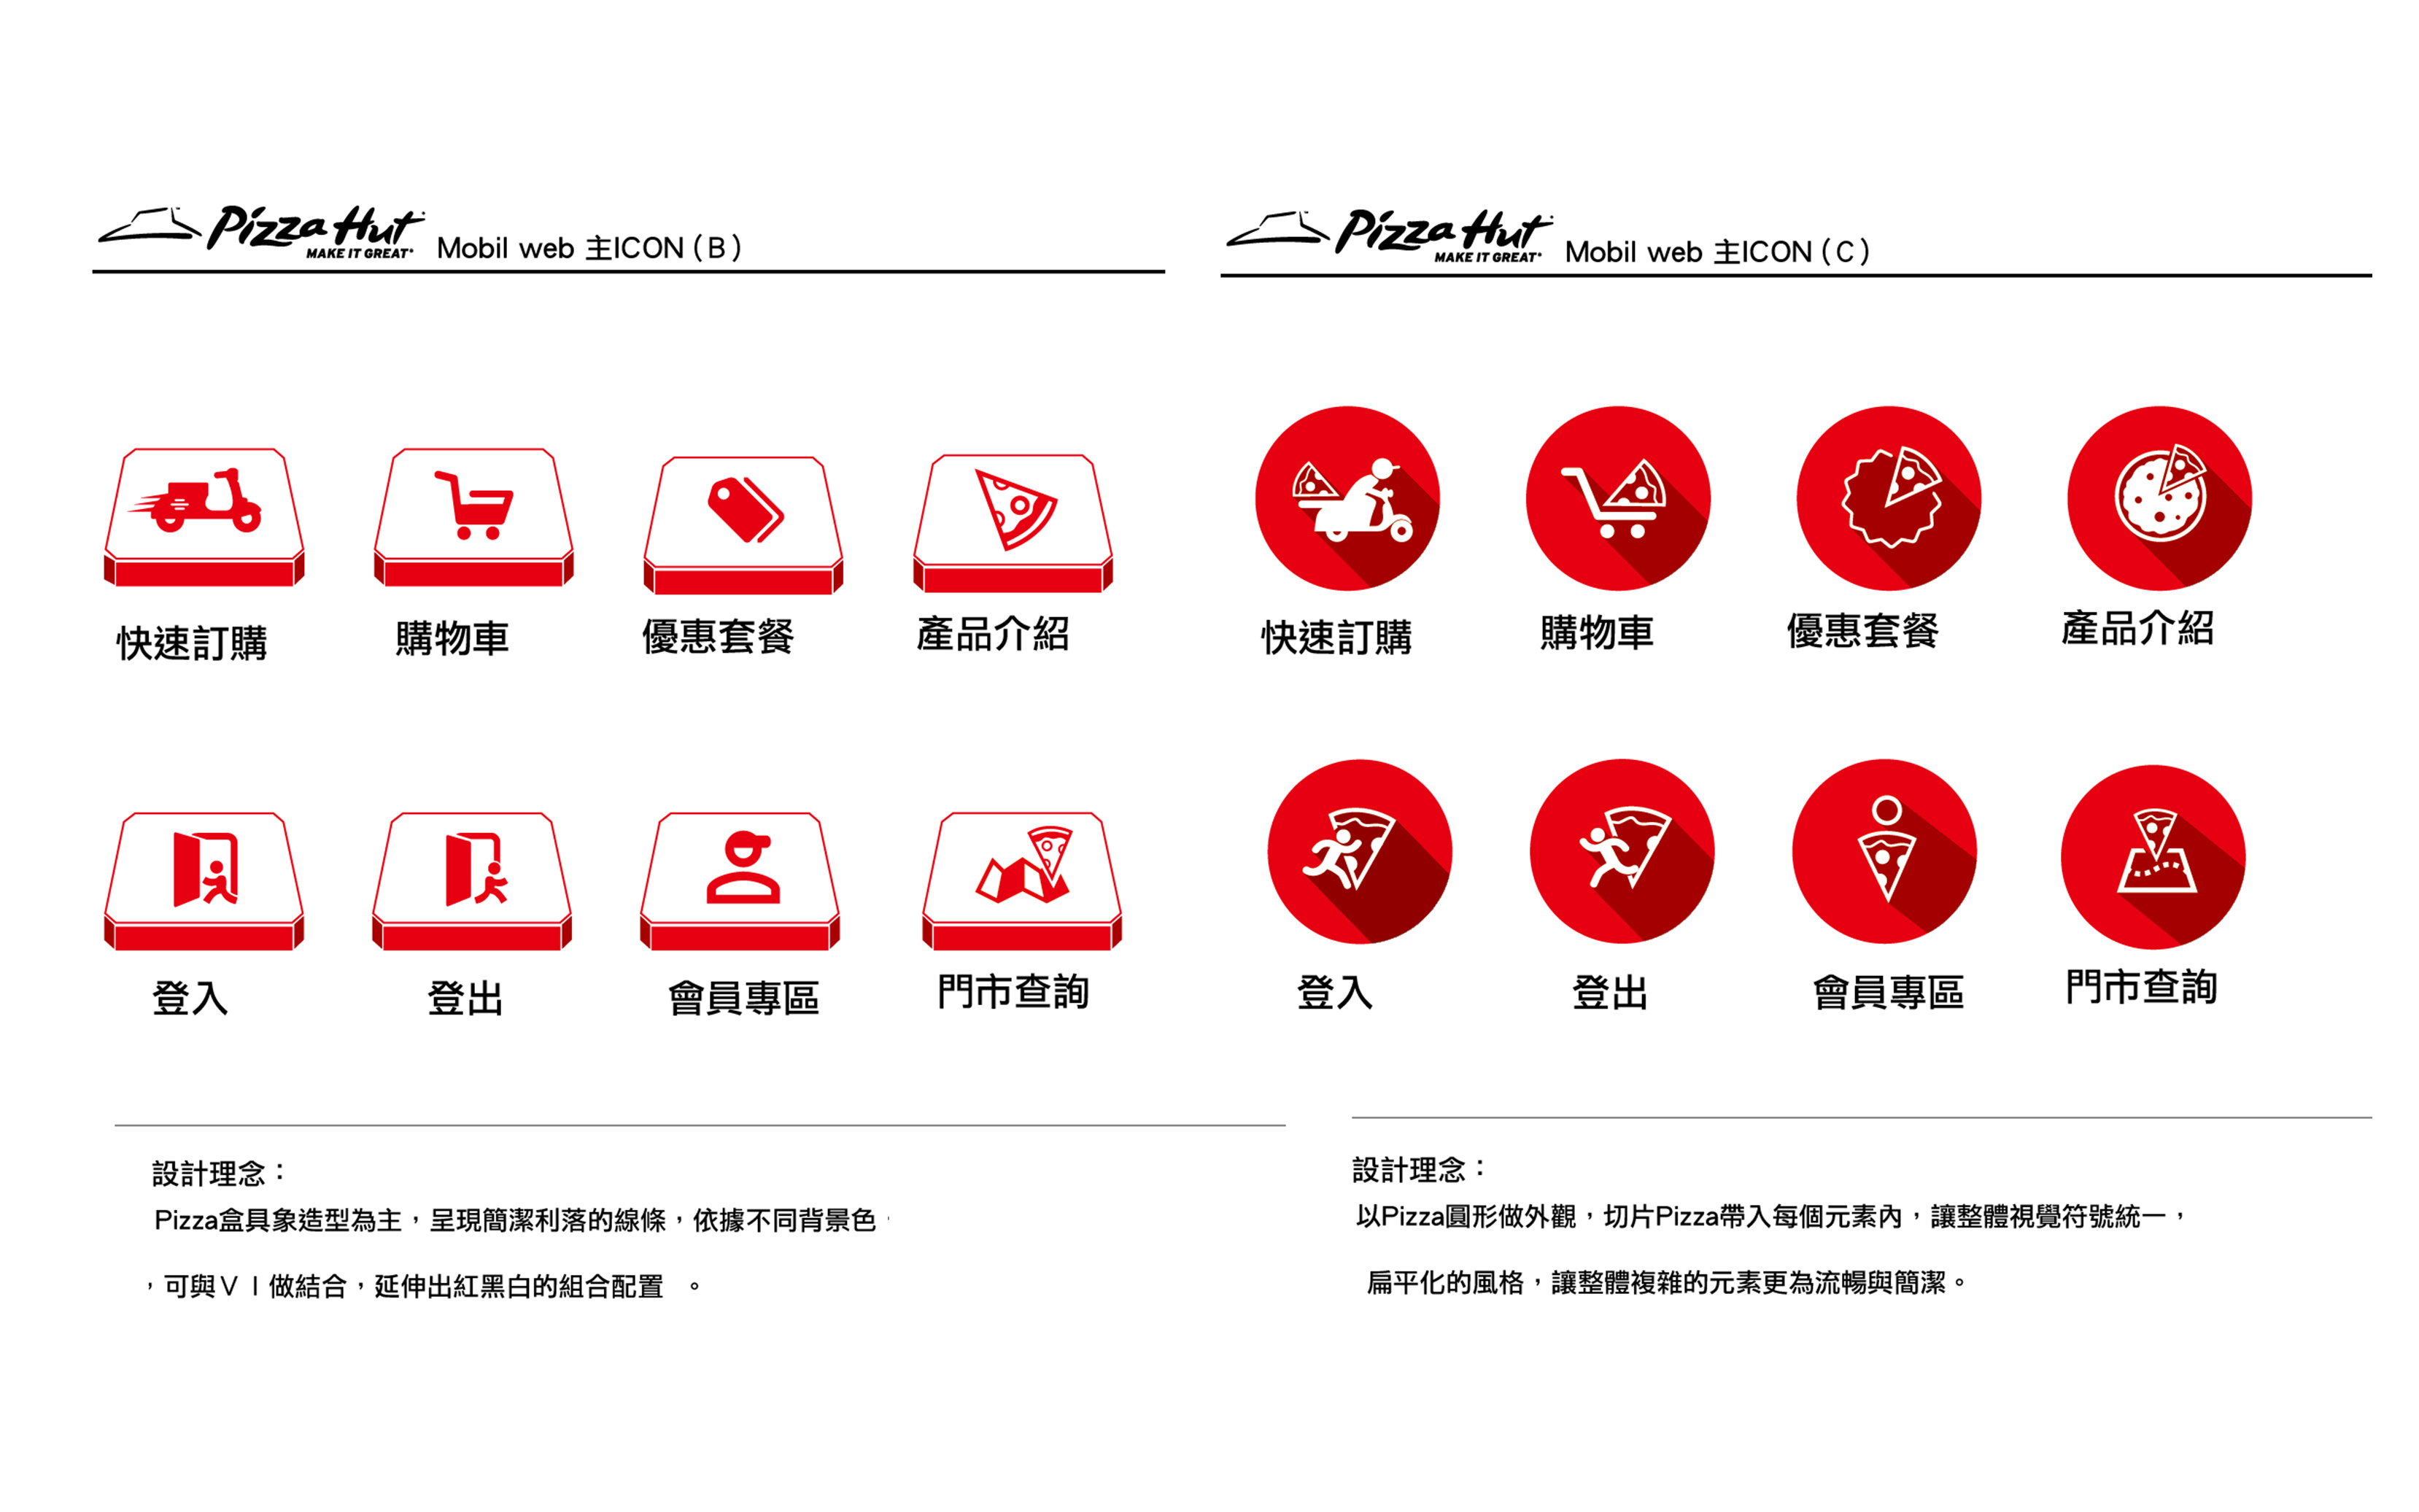 Pizza Hut
MAKE IT GREAT
Mobil web 主ICON（B）
快速訂購
購物車
優惠套餐
產品介紹
登入
登出
會員專區
門市查詢
設計理念：
Pizza盒具象造型為主，呈現簡潔利落的線條，依據不同背景色，
，可與ＶＩ做結合，延伸出紅黑白的組合配置　。
Pizza Hut
MAKE IT GREAT
Mobil web 主ICON（C）
快速訂購
購物車
優惠套餐
產品介紹
登入
登出
會員專區
門市查詢
設計理念：
以Pizza圓形做外觀，切片Pizza帶入每個元素內，讓整體視覺符號統一，
扁平化的風格，讓整體複雜的元素更為流暢與簡潔。